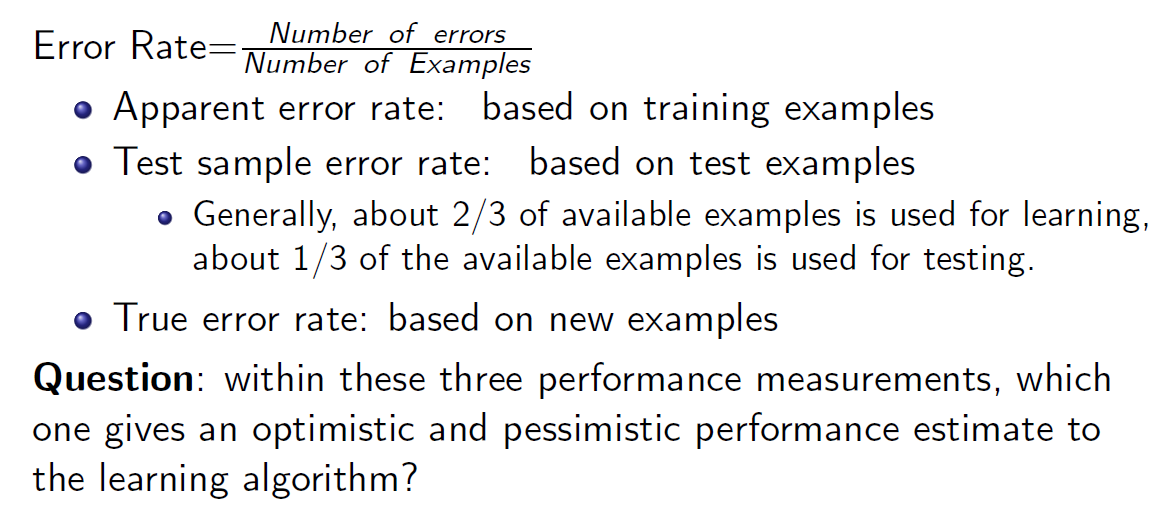 Error Rate=Number of errors/Number of Examples
Apparent error rate: based on training examples
Test sample error rate: based on test examples
Generally, about 2/3 of available examples is used for learning,
about 1/3 of the available examples is used for testing.
True error rate: based on new examples
Question: within these three performance measurements, which
one gives an optimistic and pessimistic performance estimate to
the learning algorithm?